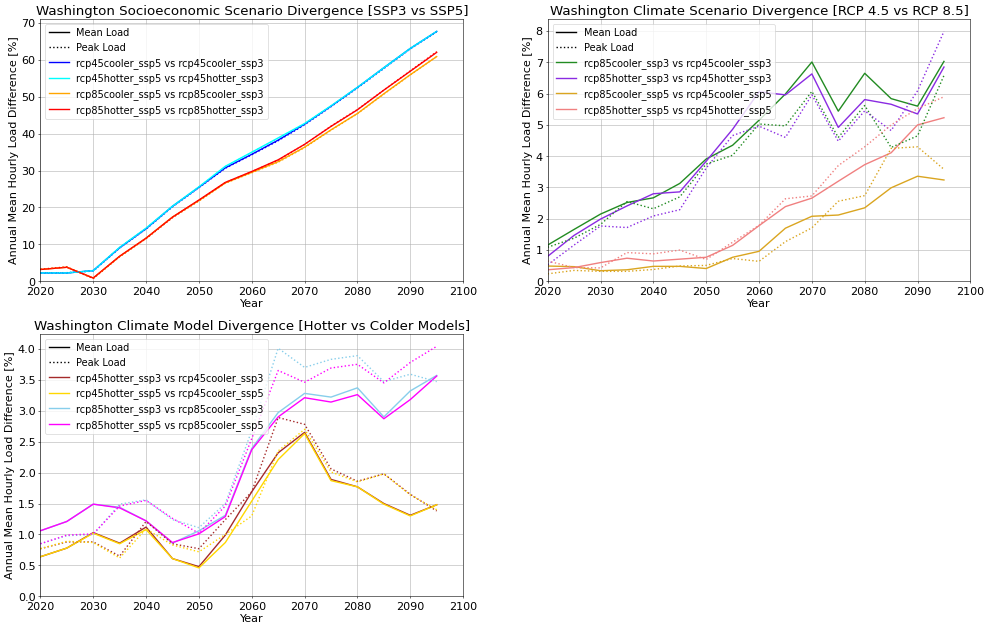 Washington Socioeconomic Scenario Divergence [SSP3 vs SSP5]
Annual Mean Hourly Load Difference [%]
70
60
50
40
30
20
10
0
Mean Load
Peak Load
rcp45cooler_ssp5 vs rcp45cooler_ssp3
rcp45hotter_ssp5 vs rcp45hotter_ssp3
rcp85cooler_ssp5 vs rcp85cooler_ssp3
rcp85hotter_ssp5 vs rcp85hotter_ssp3
2020 2030 2040 2050 2060 2070 2080 2090 2100
Year
Washington Climate Scenario Divergence [RCP 4.5 vs RCP 8.5]
Annual Mean Hourly Load Difference [%]
8
7
6
5
4
3
2
1
0
Mean Load
Peak Load
rcp85cooler_ssp3 vs rcp45cooler_ssp3
rcp85hotter_ssp3 vs rcp45hotter_ssp3
rcp85cooler_ssp5 vs rcp45cooler_ssp5
rcp85hotter_ssp5 vs rcp45hotter_ssp5
2020 2030 2040 2050 2060 2070 2080 2090 2100
Year
Washington Climate Model Divergence [Hotter vs Colder Models]
Annual Mean Hourly Load Difference [%]
4.0
3.5
3.0
2.5
2.0
1.5
1.0
0.5
0.0
Mean Load
Peak Load
rcp45hotter_ssp3 vs rcp45cooler_ssp3
rcp45hotter_ssp5 vs rcp45cooler_ssp5
rcp85hotter_ssp3 vs rcp85cooler_ssp3
rcp85hotter_ssp5 vs rcp85cooler_ssp5
2020 2030 2040 2050 2060 2070 2080 2090 2100
Year